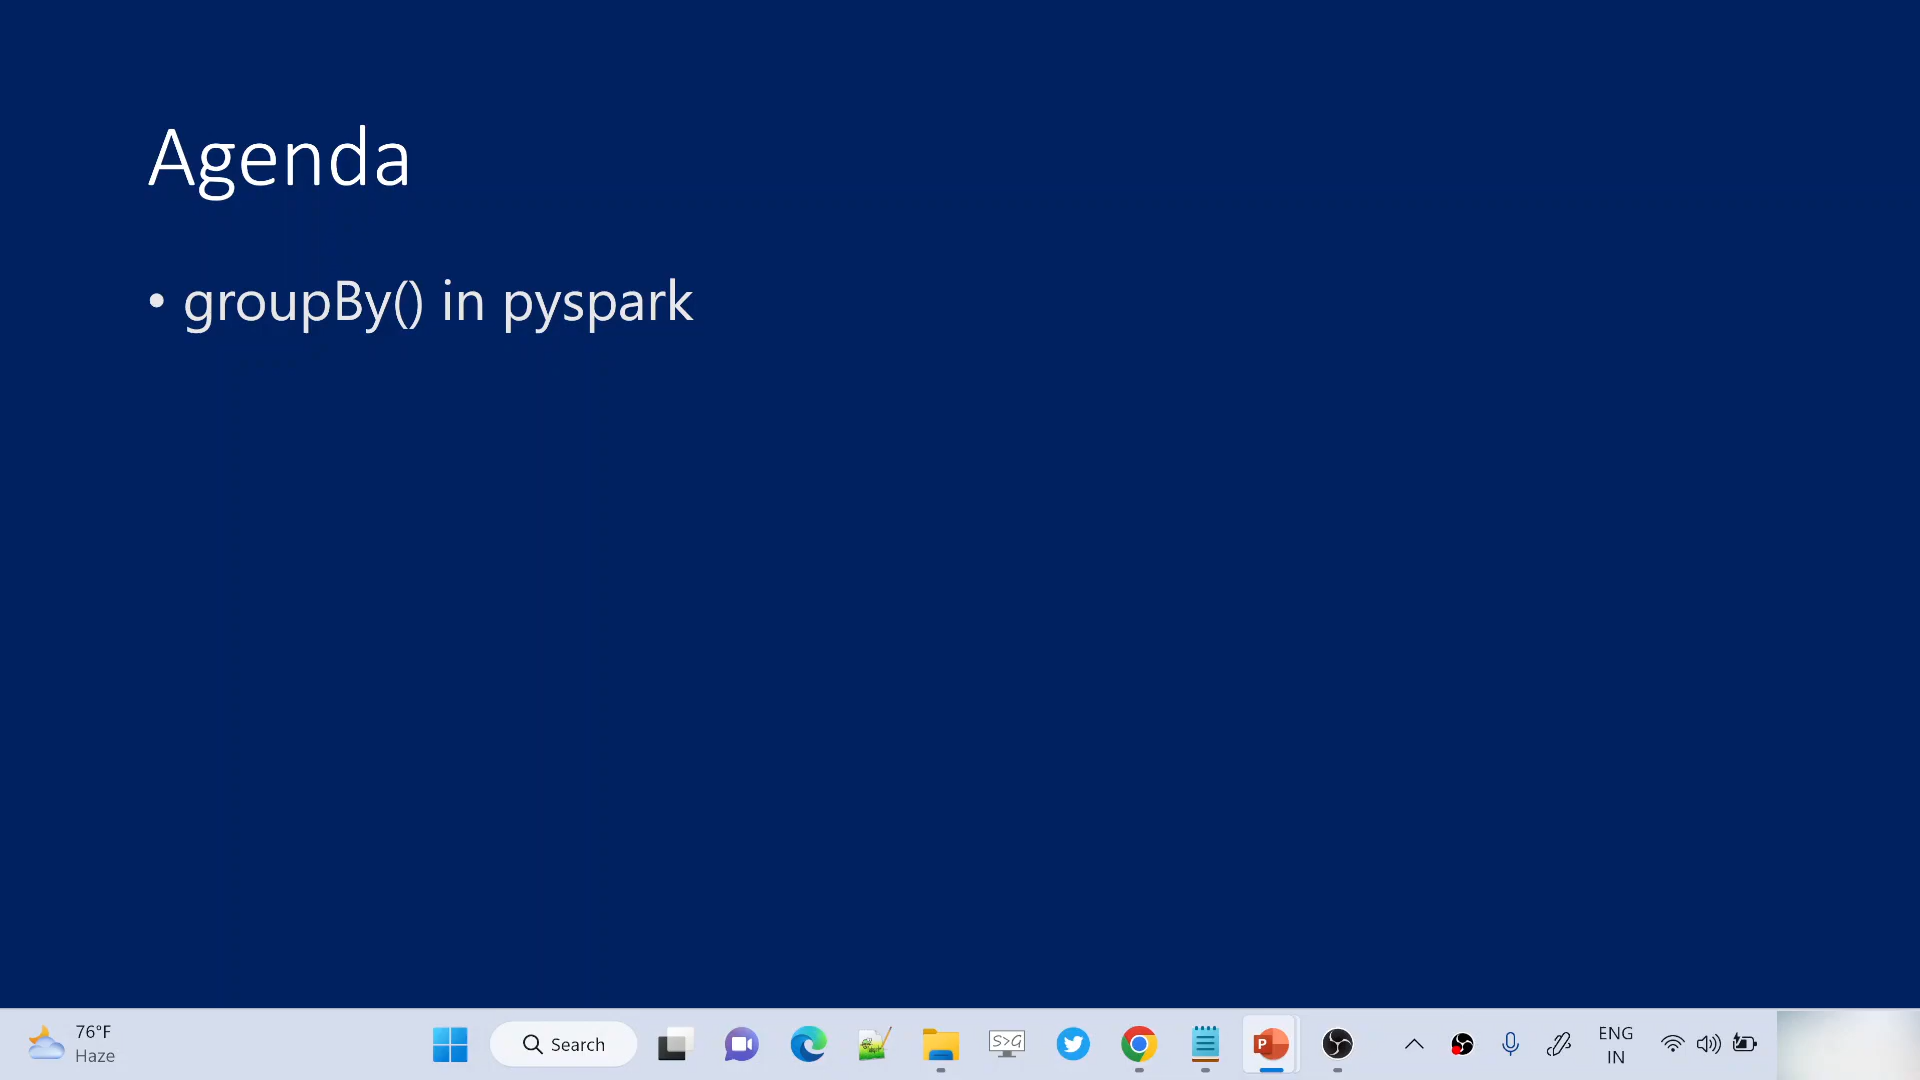 Agenda
• groupBy() in pyspark
76°F
Haze
Search
S>G
P
ENG
IN